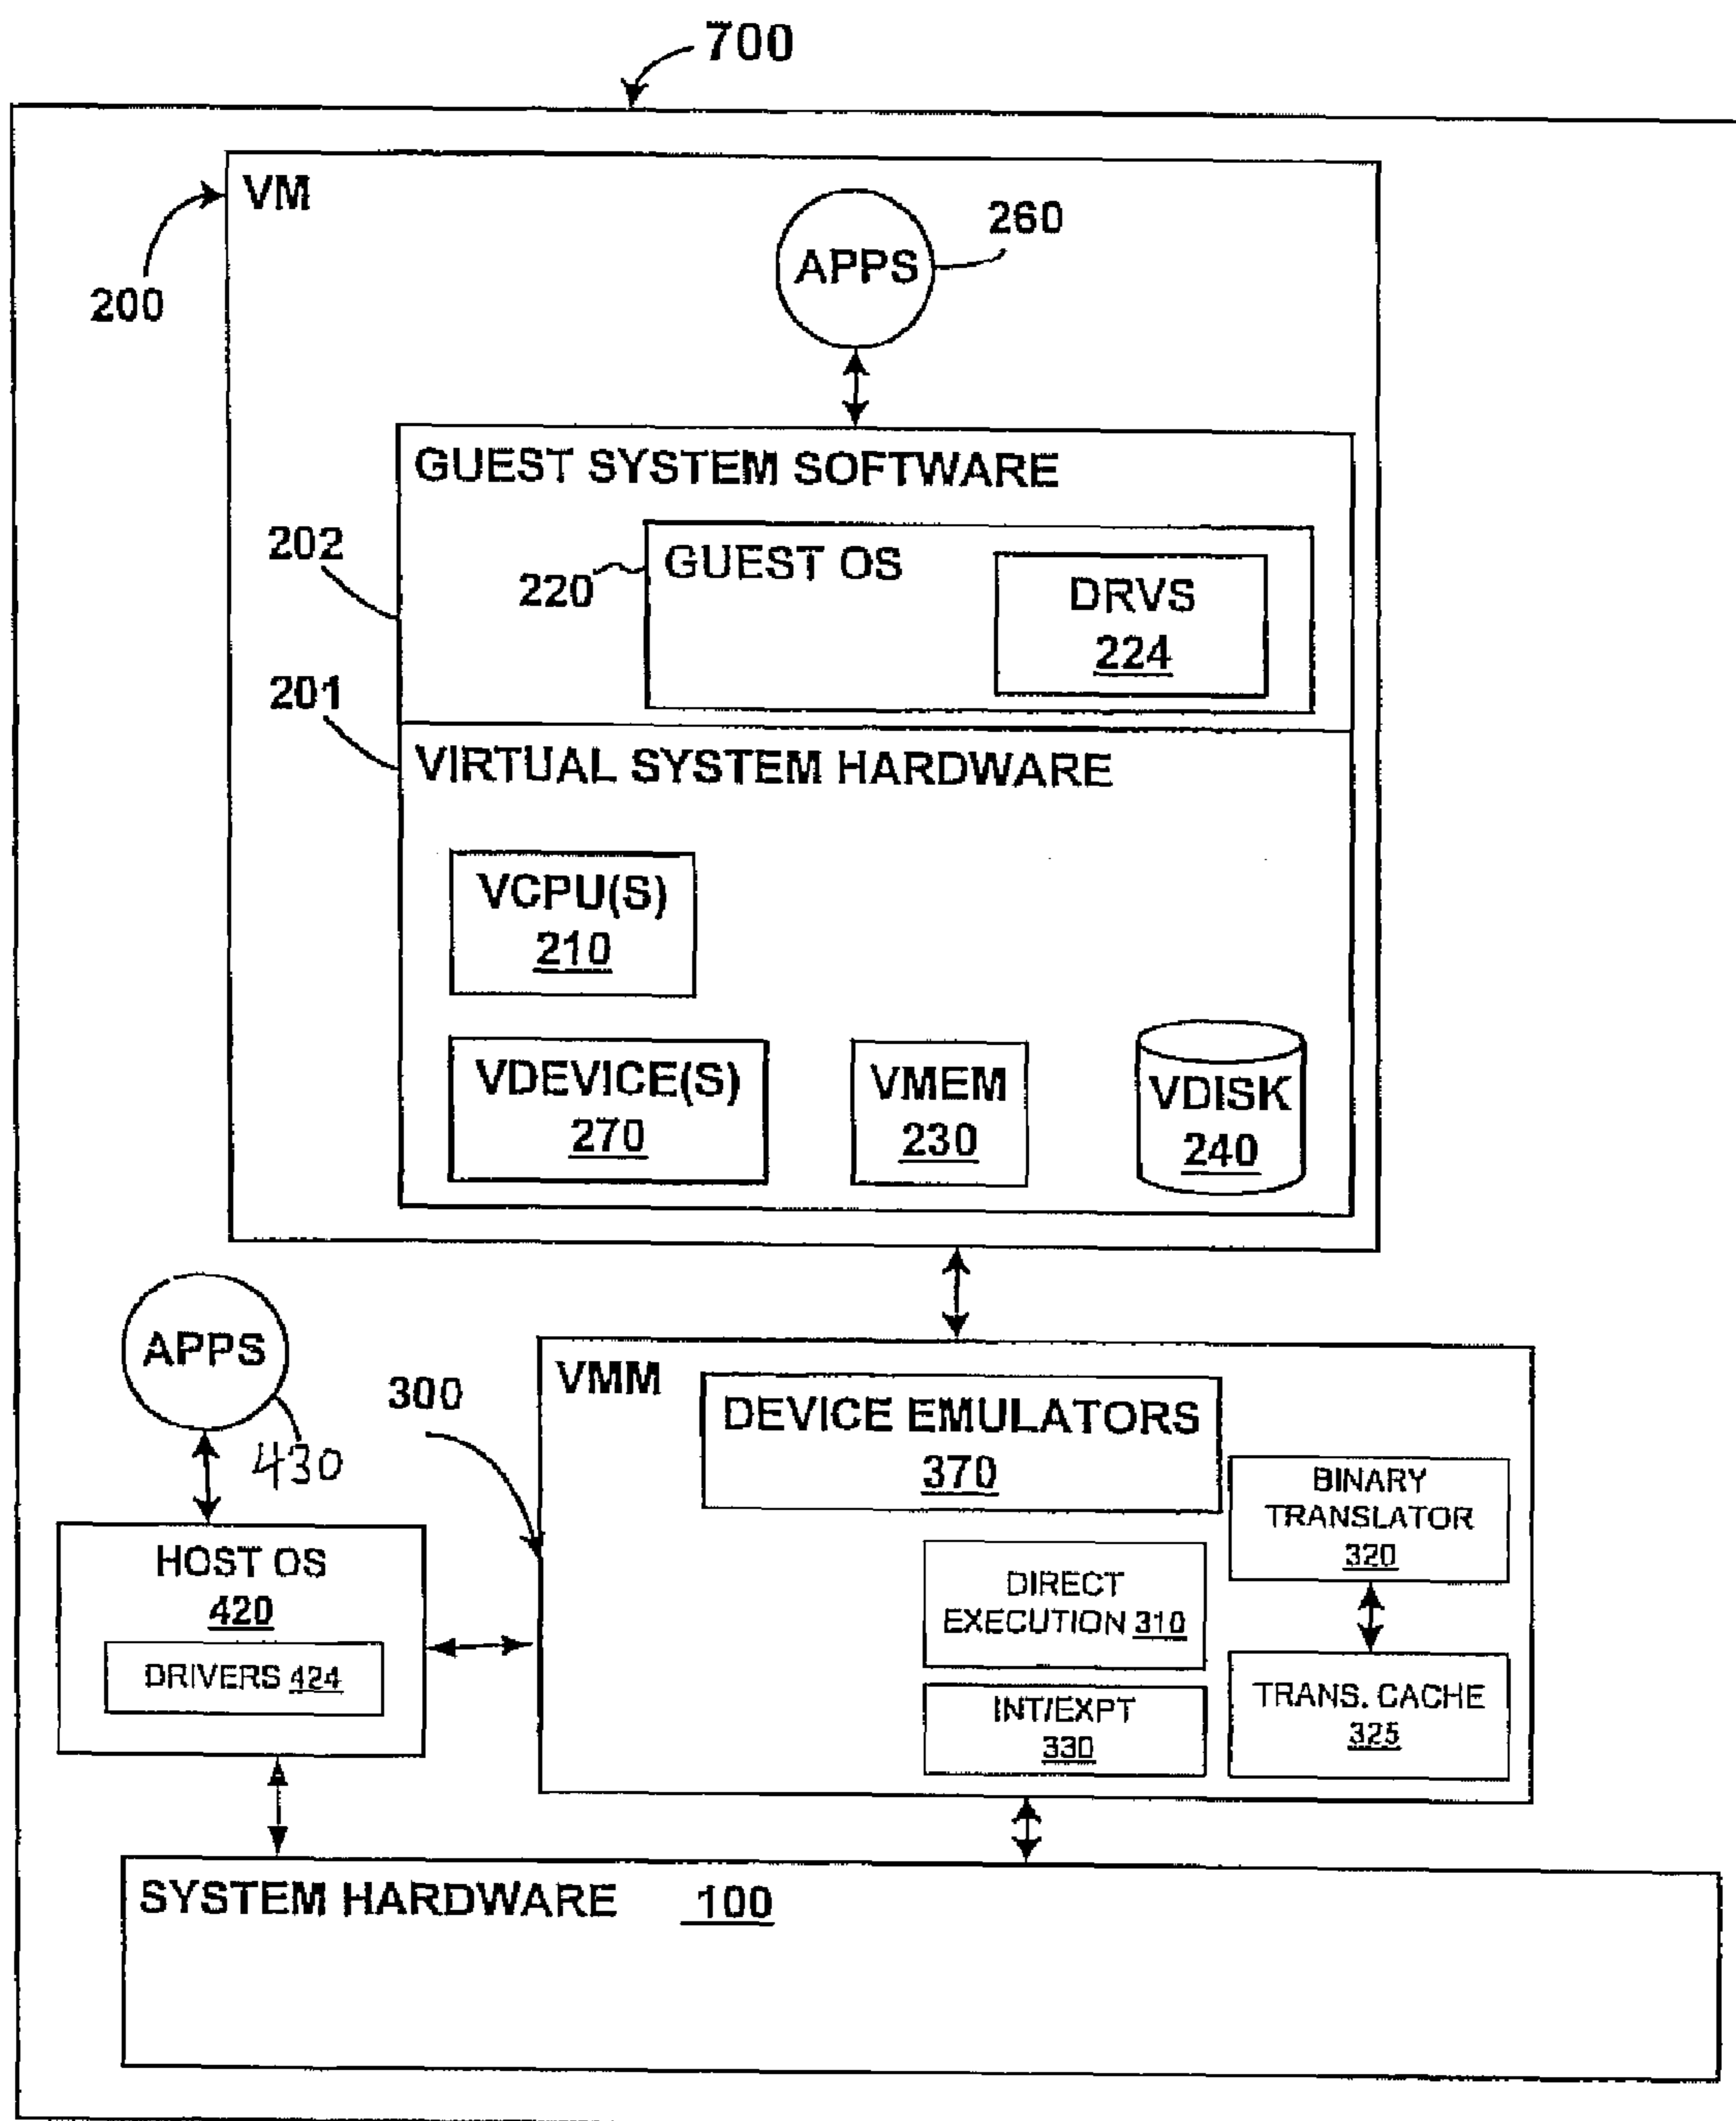 700
VM
200
APPS
260
GUEST SYSTEM SOFTWARE
202
220
GUEST OS
DRVS
224
201
VIRTUAL SYSTEM HARDWARE
VCPU(S)
210
VDEVICE(S)
270
VMEM
230
VDISK
240
APPS
430
300
VMM
DEVICE EMULATORS
370
BINARY
TRANSLATOR
320
DIRECT
EXECUTION 310
INT/EXPT
330
TRANS. CACHE
325
HOST OS
420
DRIVERS 424
SYSTEM HARDWARE 100